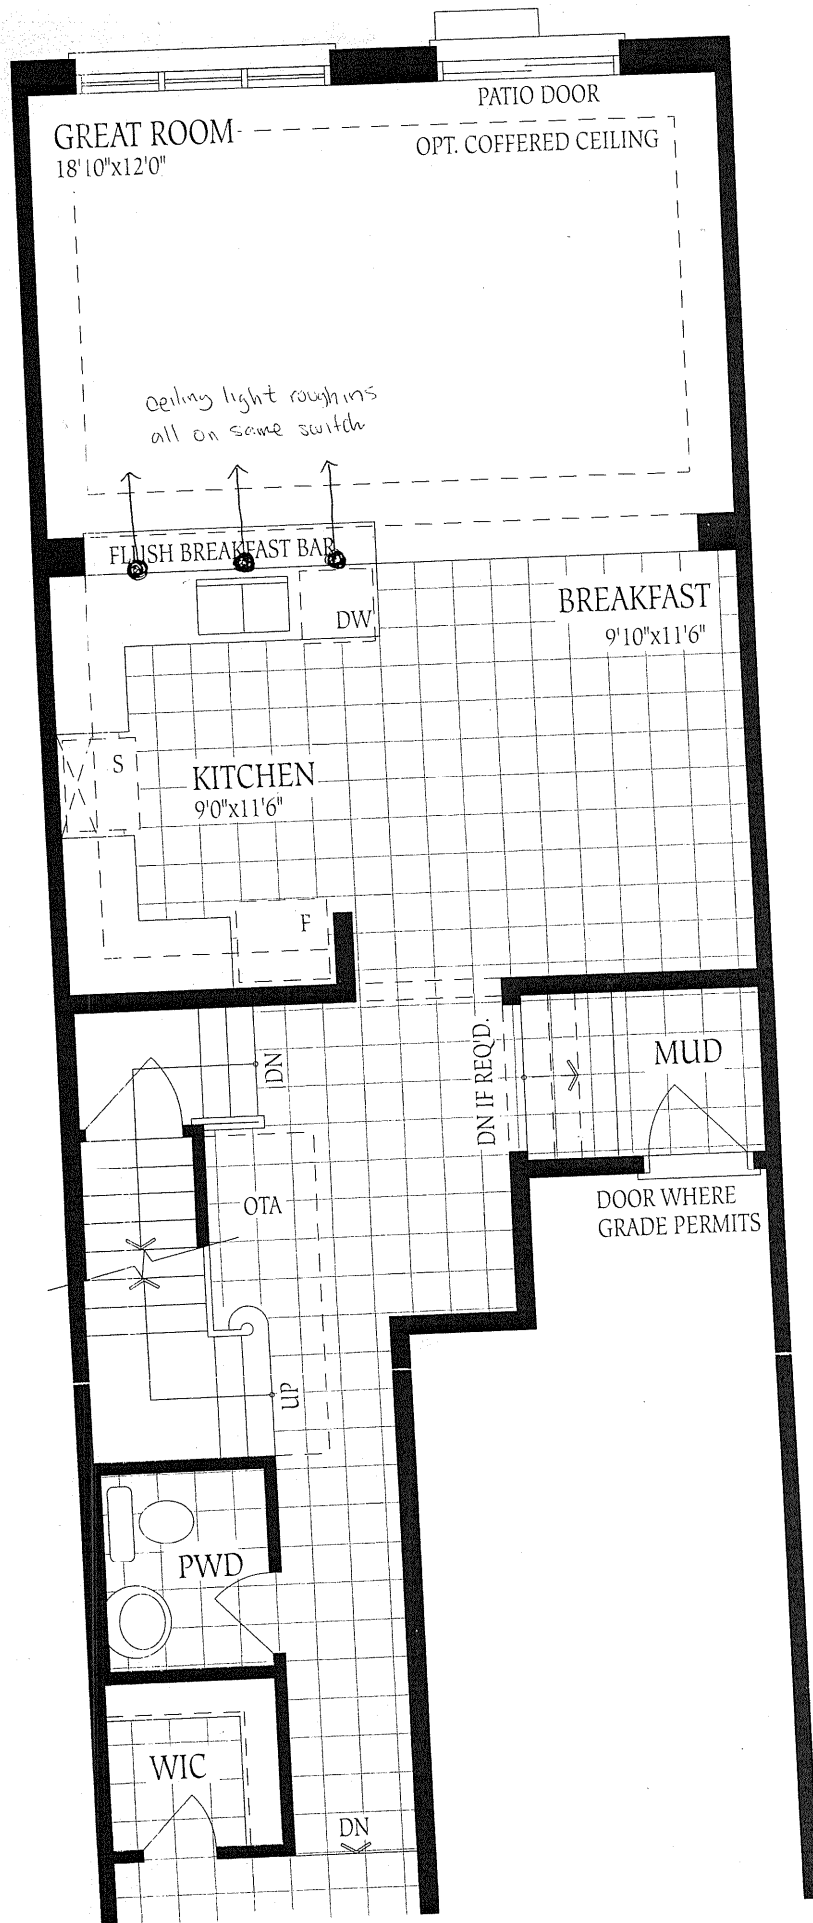 PATIO DOOR
GREAT ROOM
18'10"x12'0"
OPT. COFFERED CEILING
ceiling light roughins
all on same switch
FLUSH BREAKFAST BAR
DW
BREAKFAST
9'10"x11'6"
S
KITCHEN
9'0"x11'6"
F
DN
DN IF REQ'D.
MUD
OTA
DOOR WHERE
GRADE PERMITS
UP
PWD
WIC
DN